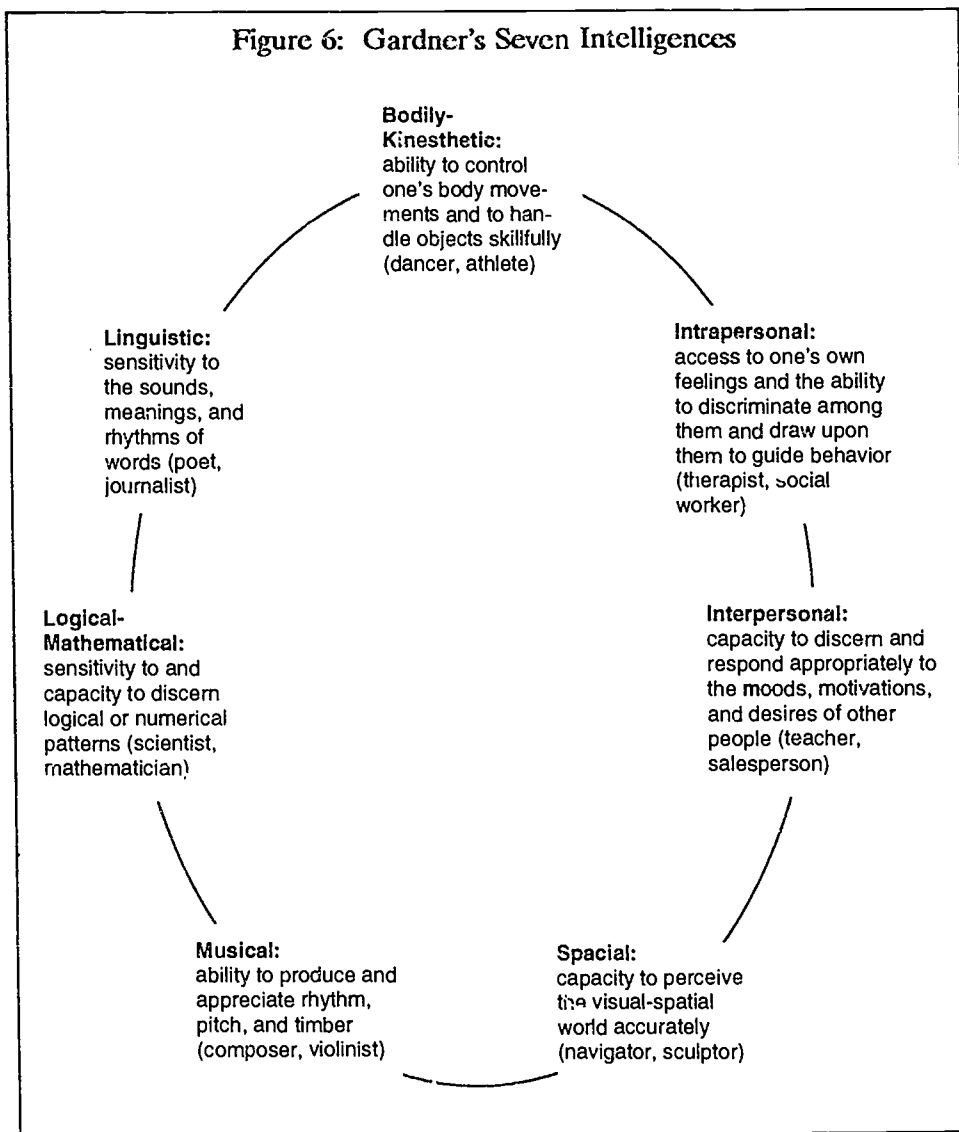 Figure 6: Gardner's Seven Intelligences
Bodily-
Kinesthetic:
ability to control
one's body move-
ments and to han-
dle objects skillfully
(dancer, athlete)
Intrapersonal:
access to one's own
feelings and the ability
to discriminate among
them and draw upon
them to guide behavior
(therapist, social
worker)
Interpersonal:
capacity to discern and
respond appropriately to
the moods, motivations,
and desires of other
people (teacher,
salesperson)
Spacial:
capacity to perceive
the visual-spatial
world accurately
(navigator, sculptor)
Musical:
ability to produce and
appreciate rhythm,
pitch, and timber
(composer, violinist)
Logical-
Mathematical:
sensitivity to and
capacity to discern
logical or numerical
patterns (scientist,
mathematician)
Linguistic:
sensitivity to
the sounds,
meanings, and
rhythms of
words (poet,
journalist)